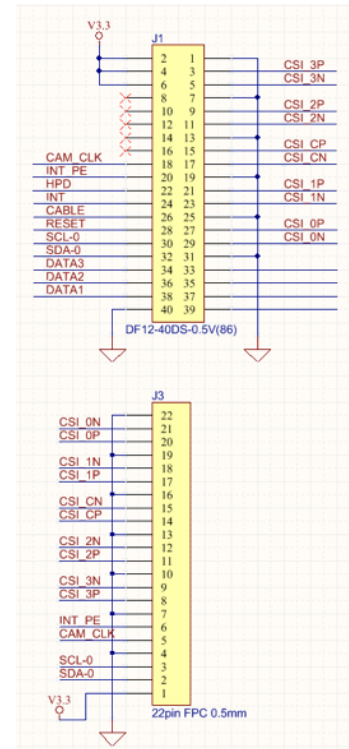 V3.3
J1
2 1
4 3 CSI_3P
6 5 CSI_3N
8 7
10 9 CSI_2P
12 11 CSI_2N
14 13
16 15 CSI_CP
CAM_CLK 18 17 CSI_CN
INT_PE 20 19
HPD 22 21 CSI_1P
INT 24 23 CSI_1N
CABLE 26 25
RESET 28 27 CSI_0P
SCL-0 30 29 CSI_0N
SDA-0 32 31
DATA3 34 33
DATA2 36 35
DATA1 38 37
40 39
DF12-40DS-0.5V(86)
J3
22
CSI_0N 21
CSI_0P 20
19
CSI_1N 18
CSI_1P 17
16
CSI_CN 15
CSI_CP 14
13
CSI_2N 12
CSI_2P 11
10
CSI_3N 9
CSI_3P 8
7
INT_PE 6
CAM_CLK 5
4
SCL-0 3
SDA-0 2
V3.3 1
22pin FPC 0.5mm